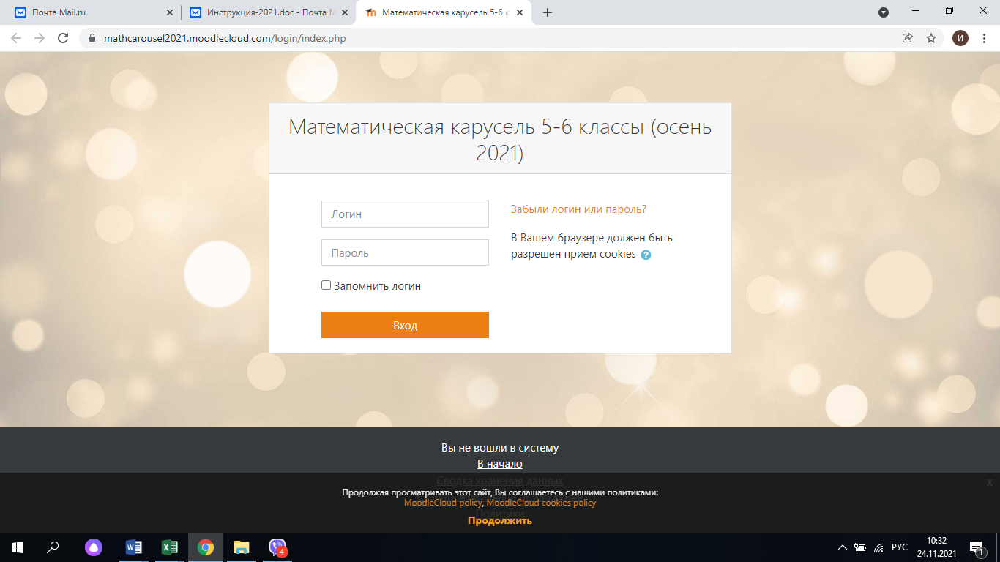 Почта Mail.ru
Инструкция-2021.doc - Почта M
Математическая карусель 5-6 к
mathcarousel2021.moodlecloud.com/login/index.php
И
Математическая карусель 5-6 классы (осень
2021)
Логин
Забыли логин или пароль?
Пароль
В Вашем браузере должен быть
разрешен прием cookies ?
Запомнить логин
Вход
Вы не вошли в систему
В начало
Сводка хранения данных
x
Продолжая просматривать этот сайт, Вы соглашаетесь с нашими политиками:
MoodleCloud policy, MoodleCloud cookies policy
Политики
Продолжить
4
РУС
10:32
24.11.2021
1